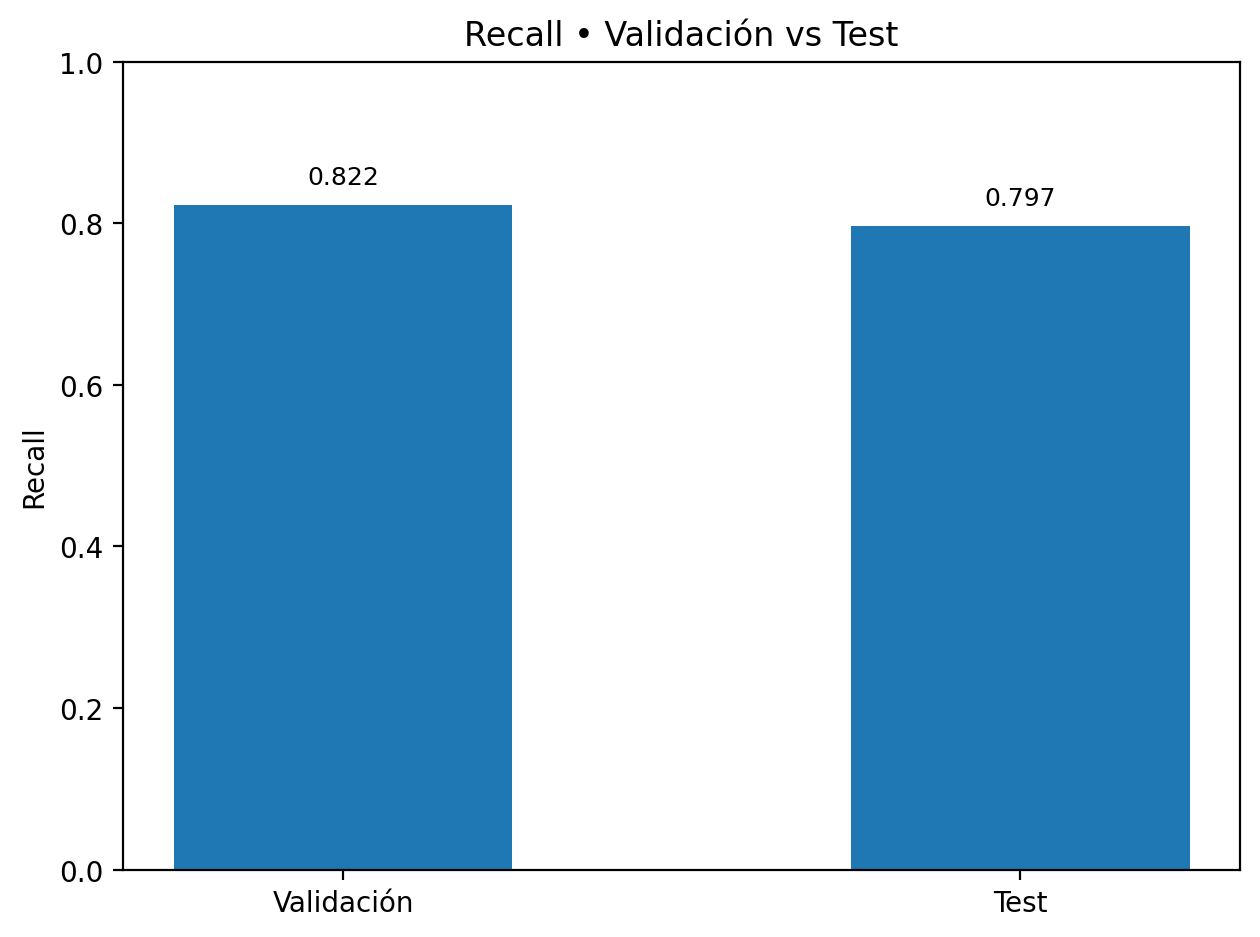 Recall • Validación vs Test
1.0
0.8
0.6
0.4
0.2
0.0
Recall
0.822
0.797
Validación
Test